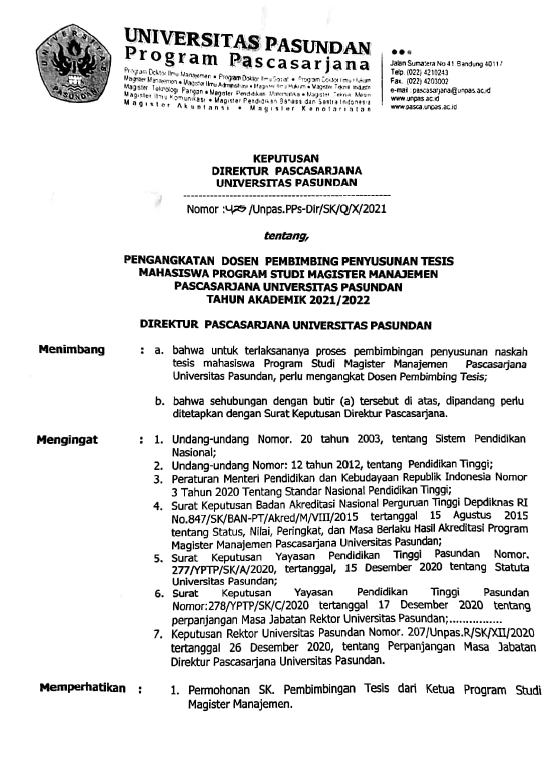 UNIVERSITAS PASUNDAN
UNIVERSITAS PASUNDAN
Program Pascasarjana
Program Doktor Ilmu Manajemen • Program Doktor Ilmu Sosial • Program Doktor Ilmu Hukum
Magister Manajemen • Magister Ilmu Administrasi • Magister Ilmu Hukum • Magister Teknik Industri
Magister Teknologi Pangan • Magister Pendidikan Matematika • Magister Teknik Mesin
Magister Ilmu Komunikasi • Magister Pendidikan Bahasa dan Sastra Indonesia
Magister Akuntansi • Magister Kenotariatan
Jalan Sumatera No 41 Bandung 40117
Telp. (022) 4210243
Fax. (022) 4203002
e-mail : pascasarjana@unpas.ac.id
www.unpas.ac.id
www.pasca.unpas.ac.id
KEPUTUSAN
DIREKTUR PASCASARJANA
UNIVERSITAS PASUNDAN
Nomor : /Unpas.PPs-Dir/SK/Q/X/2021
tentang,
PENGANGKATAN DOSEN PEMBIMBING PENYUSUNAN TESIS
MAHASISWA PROGRAM STUDI MAGISTER MANAJEMEN
PASCASARJANA UNIVERSITAS PASUNDAN
TAHUN AKADEMIK 2021/2022
DIREKTUR PASCASARJANA UNIVERSITAS PASUNDAN
Menimbang : a. bahwa untuk terlaksananya proses pembimbingan penyusunan naskah
tesis mahasiswa Program Studi Magister Manajemen Pascasarjana
Universitas Pasundan, perlu mengangkat Dosen Pembimbing Tesis;
b. bahwa sehubungan dengan butir (a) tersebut di atas, dipandang perlu
ditetapkan dengan Surat Keputusan Direktur Pascasarjana.
Mengingat : 1. Undang-undang Nomor. 20 tahun 2003, tentang Sistem Pendidikan
Nasional;
2. Undang-undang Nomor: 12 tahun 2012, tentang Pendidikan Tinggi;
3. Peraturan Menteri Pendidikan dan Kebudayaan Republik Indonesia Nomor
3 Tahun 2020 Tentang Standar Nasional Pendidikan Tinggi;
4. Surat Keputusan Badan Akreditasi Nasional Perguruan Tinggi Depdiknas RI
No.847/SK/BAN-PT/Akred/M/VIII/2015 tertanggal 15 Agustus 2015
tentang Status, Nilai, Peringkat, dan Masa Berlaku Hasil Akreditasi Program
Magister Manajemen Pascasarjana Universitas Pasundan;
5. Surat Keputusan Yayasan Pendidikan Tinggi Pasundan Nomor.
277/YPTP/SK/A/2020, tertanggal, 15 Desember 2020 tentang Statuta
Universitas Pasundan;
6. Surat Keputusan Yayasan Pendidikan Tinggi Pasundan
Nomor:278/YPTP/SK/C/2020 tertanggal 17 Desember 2020 tentang
perpanjangan Masa Jabatan Rektor Universitas Pasundan;................
7. Keputusan Rektor Universitas Pasundan Nomor. 207/Unpas.R/SK/XII/2020
tertanggal 26 Desember 2020, tentang Perpanjangan Masa Jabatan
Direktur Pascasarjana Universitas Pasundan.
Memperhatikan : 1. Permohonan SK. Pembimbingan Tesis dari Ketua Program Studi
Magister Manajemen.